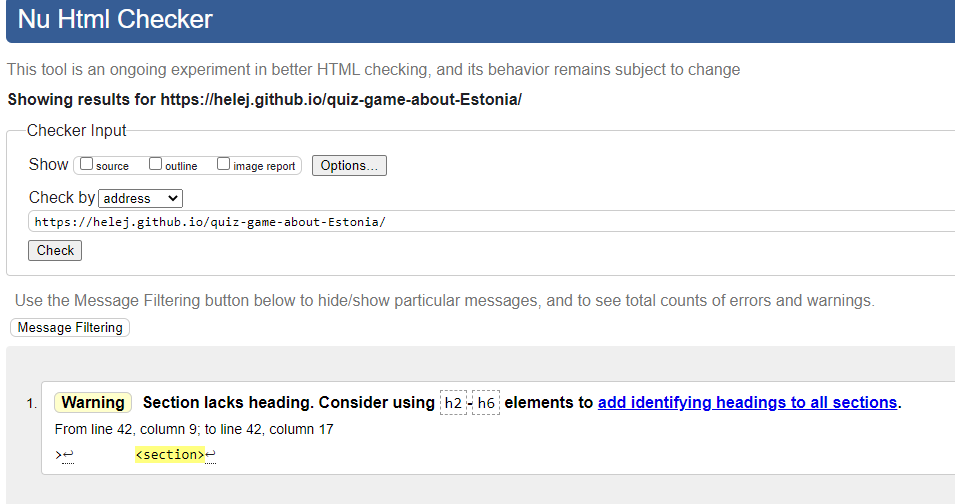 Nu Html Checker
This tool is an ongoing experiment in better HTML checking, and its behavior remains subject to change
Showing results for https://helej.github.io/quiz-game-about-Estonia/
Checker Input
Show source outline image report Options...
Check by address
https://helej.github.io/quiz-game-about-Estonia/
Check
Use the Message Filtering button below to hide/show particular messages, and to see total counts of errors and warnings.
Message Filtering
1. Warning Section lacks heading. Consider using h2-h6 elements to add identifying headings to all sections.
From line 42, column 9; to line 42, column 17
>↩ <section>↩